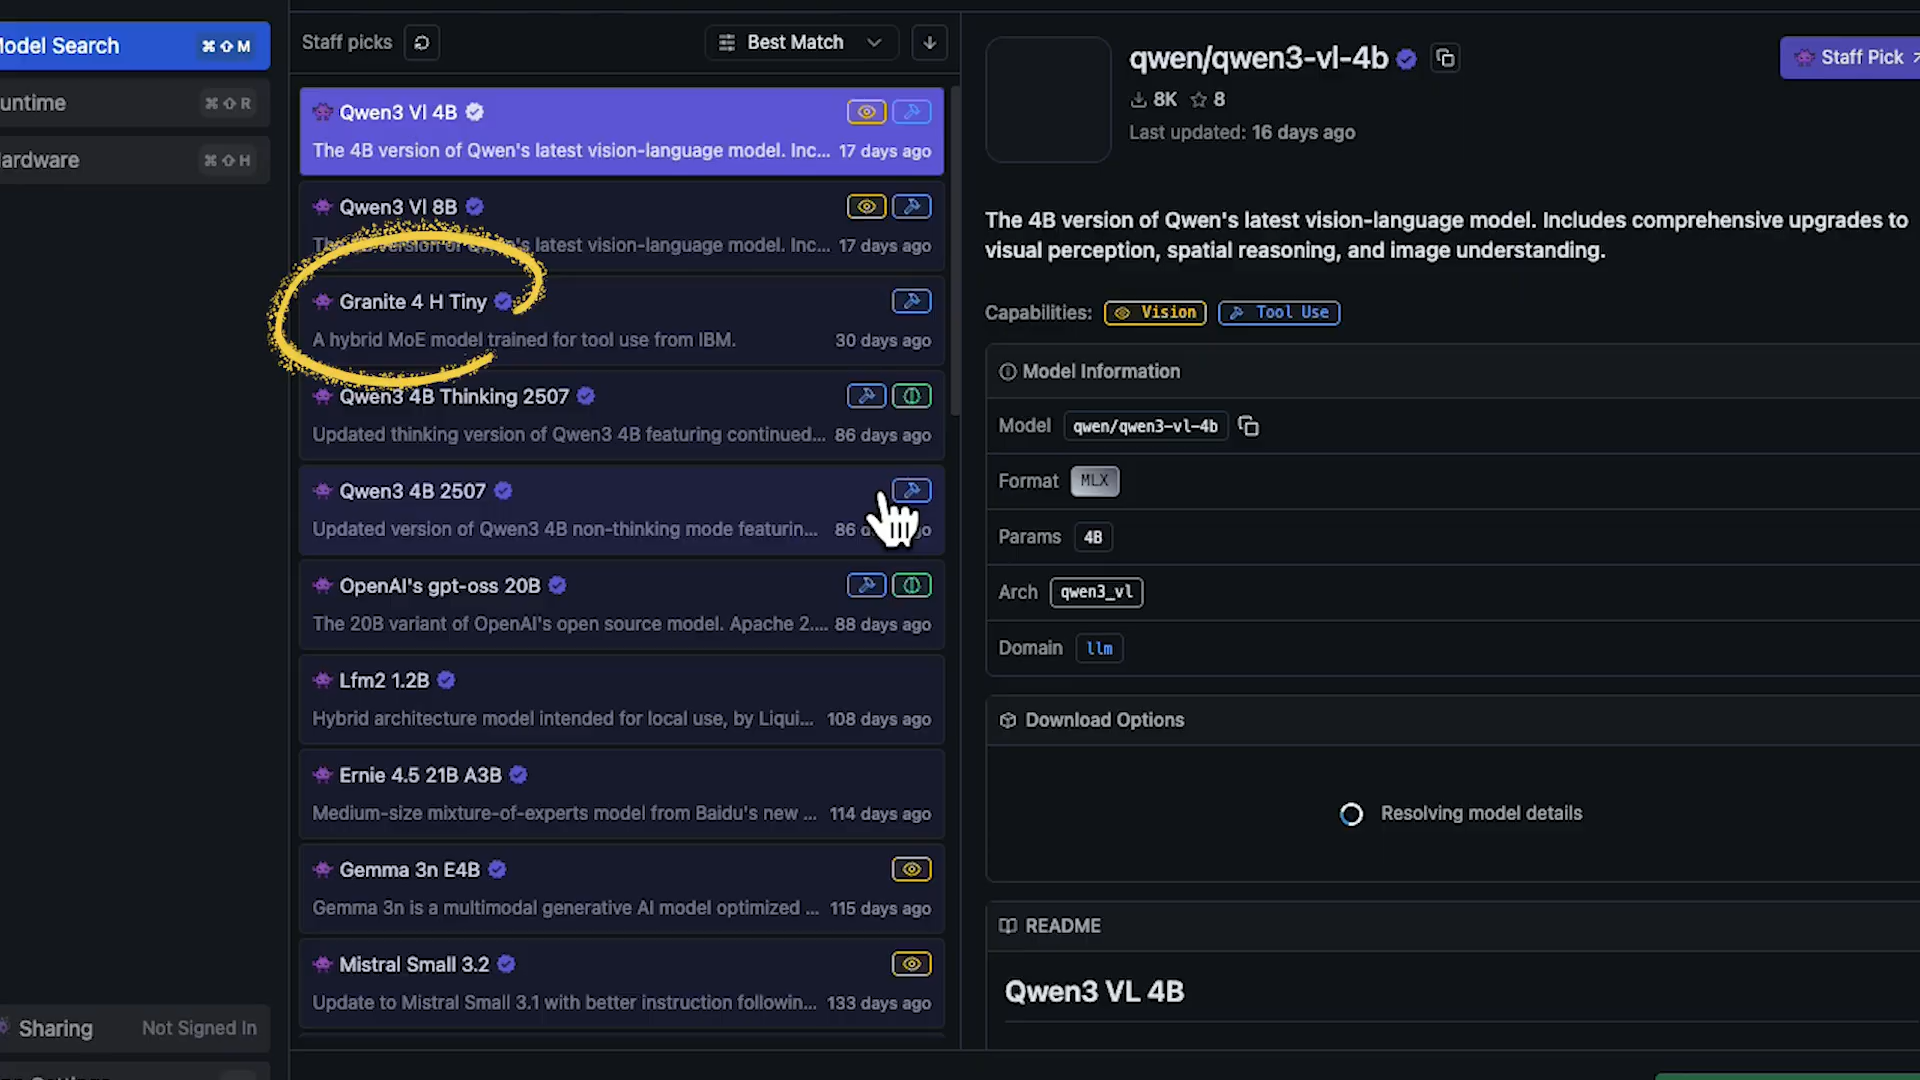 Model Search ⌘ ⇧ M
untime ⌘ ⇧ R
ardware ⌘ ⇧ H
Sharing Not Signed In
Staff picks
Best Match
Qwen3 Vl 4B
The 4B version of Qwen's latest vision-language model. Inc... 17 days ago
Qwen3 Vl 8B
version of Qwen's latest vision-language model. Inc... 17 days ago
Granite 4 H Tiny
A hybrid MoE model trained for tool use from IBM. 30 days ago
Qwen3 4B Thinking 2507
Updated thinking version of Qwen3 4B featuring continued... 86 days ago
Qwen3 4B 2507
Updated version of Qwen3 4B non-thinking mode featurin... 86
OpenAI's gpt-oss 20B
The 20B variant of OpenAI's open source model. Apache 2.... 88 days ago
Lfm2 1.2B
Hybrid architecture model intended for local use, by Liqui... 108 days ago
Ernie 4.5 21B A3B
Medium-size mixture-of-experts model from Baidu's new ... 114 days ago
Gemma 3n E4B
Gemma 3n is a multimodal generative AI model optimized ... 115 days ago
Mistral Small 3.2
Update to Mistral Small 3.1 with better instruction followin... 133 days ago
qwen/qwen3-vl-4b
8K 8
Last updated: 16 days ago
Staff Pick
The 4B version of Qwen's latest vision-language model. Includes comprehensive upgrades to
visual perception, spatial reasoning, and image understanding.
Capabilities: Vision Tool Use
Model Information
Model qwen/qwen3-vl-4b
Format MLX
Params 4B
Arch qwen3_vl
Domain llm
Download Options
Resolving model details
README
Qwen3 VL 4B